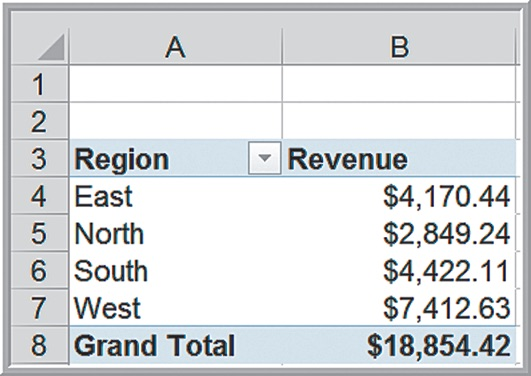 A B
1
2
3 Region Revenue
4 East $4,170.44
5 North $2,849.24
6 South $4,422.11
7 West $7,412.63
8 Grand Total $18,854.42